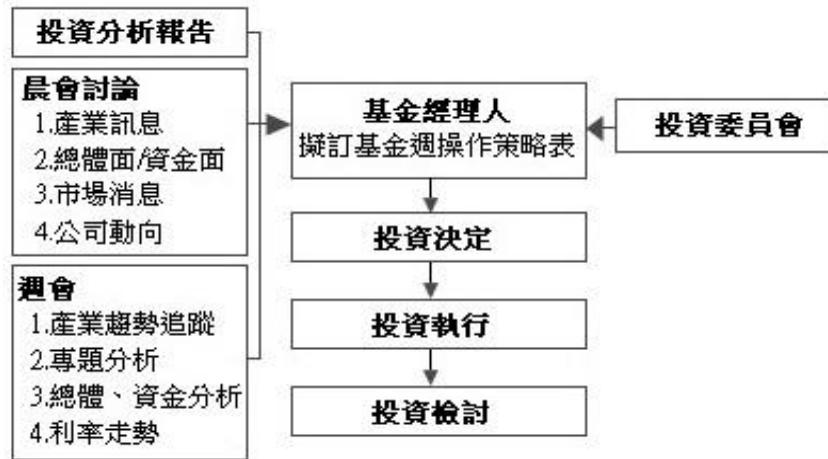 投資分析報告
晨會討論
1.產業訊息
2.總體面/資金面
3.市場消息
4.公司動向
週會
1.產業趨勢追蹤
2.專題分析
3.總體、資金分析
4.利率走勢
基金經理人
擬訂基金週操作策略表
投資委員會
投資決定
投資執行
投資檢討